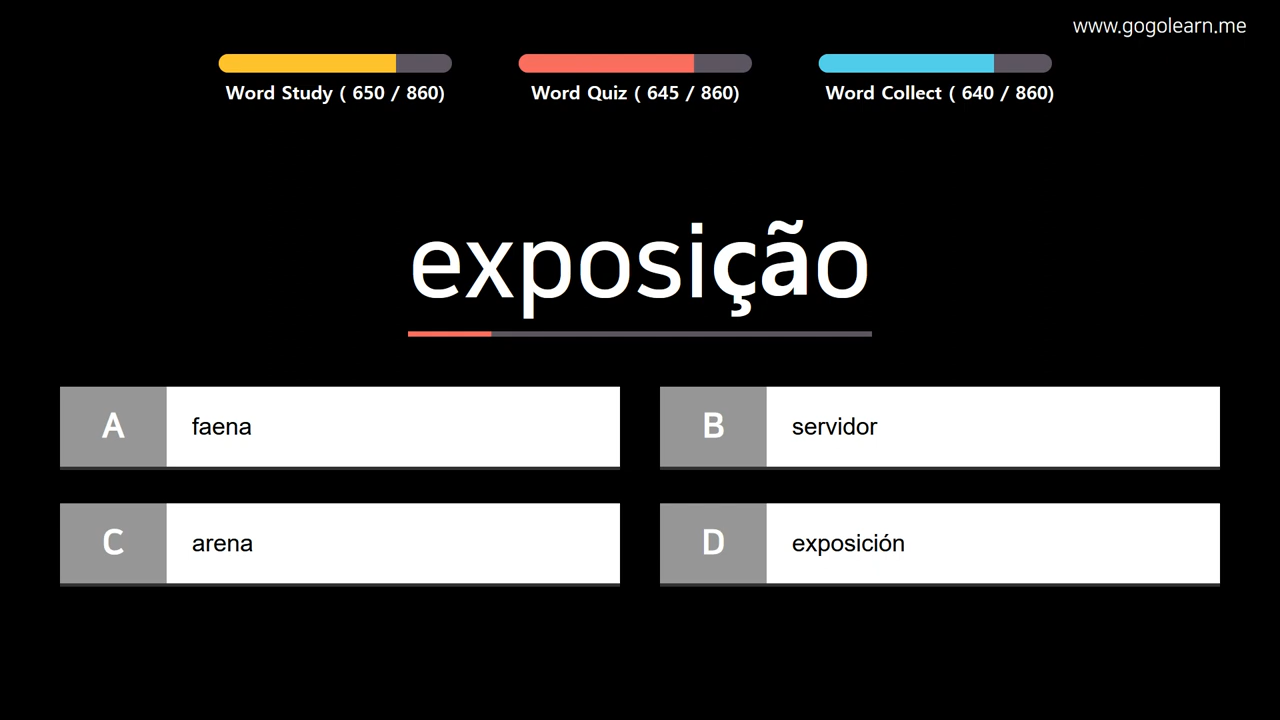 www.gogolearn.me
Word Study ( 650 / 860)
Word Quiz ( 645 / 860)
Word Collect ( 640 / 860)
exposição
A faena
B servidor
C arena
D exposición